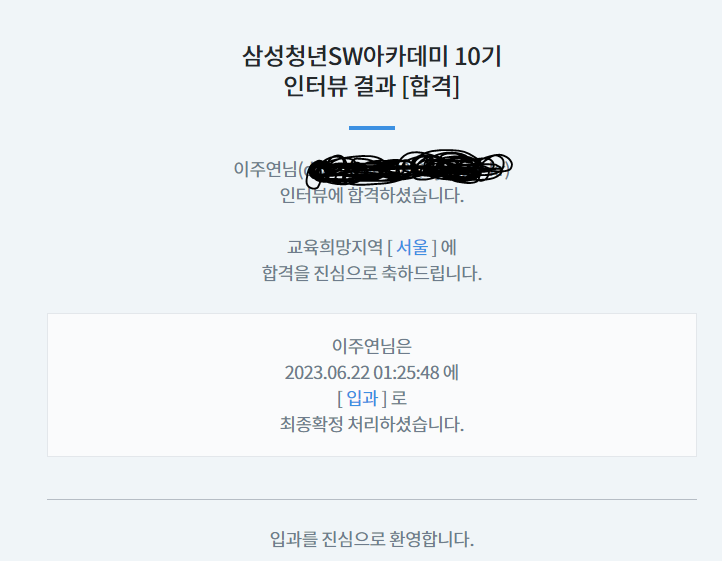 삼성청년SW아카데미 10기
인터뷰 결과 [합격]
이주연님(
인터뷰에 합격하셨습니다.
교육희망지역 [ 서울 ] 에
합격을 진심으로 축하드립니다.
이주연님은
2023.06.22 01:25:48 에
[ 입과 ] 로
최종확정 처리하셨습니다.
입과를 진심으로 환영합니다.